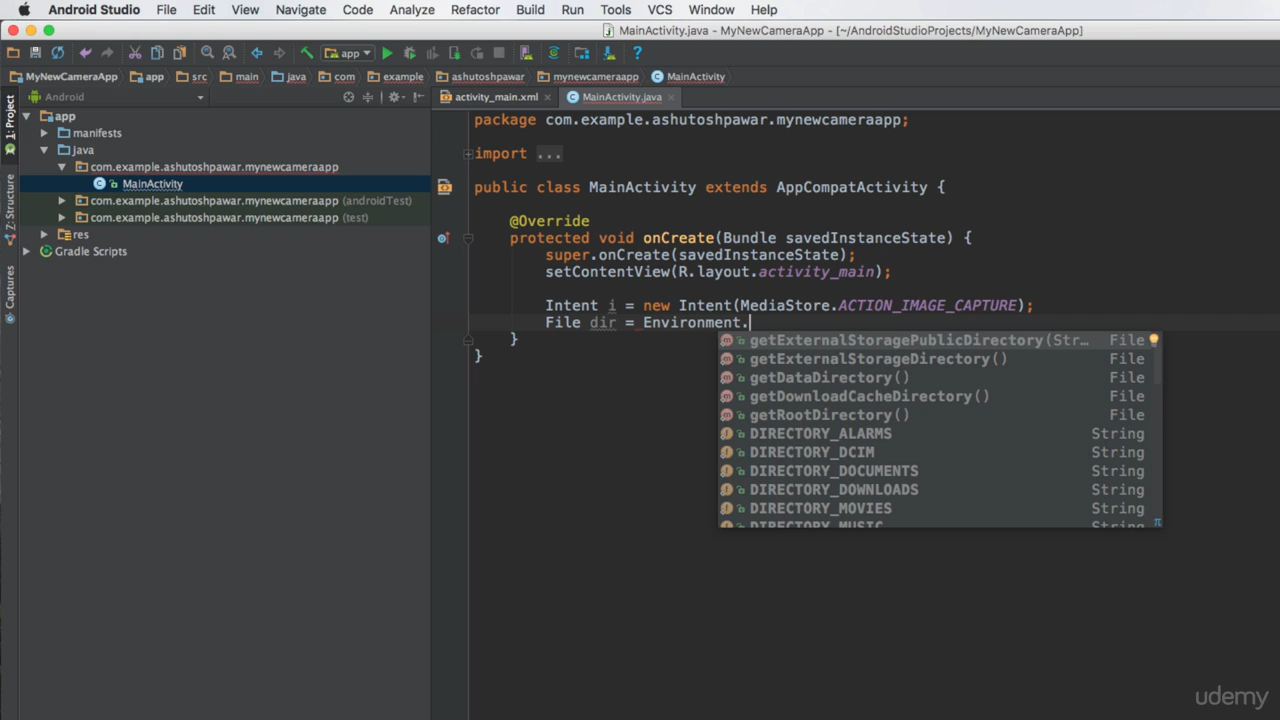 Android Studio File Edit View Navigate Code Analyze Refactor Build Run Tools VCS Window Help
MainActivity.java - MyNewCameraApp - [~/AndroidStudioProjects/MyNewCameraApp]
app
MyNewCameraApp app src main java com example ashutoshpawar mynewcameraapp MainActivity
Android
activity_main.xml MainActivity.java
1: Project
Z: Structure
Captures
app
manifests
java
com.example.ashutoshpawar.mynewcameraapp
MainActivity
com.example.ashutoshpawar.mynewcameraapp (androidTest)
com.example.ashutoshpawar.mynewcameraapp (test)
res
Gradle Scripts
package com.example.ashutoshpawar.mynewcameraapp;
import ...
public class MainActivity extends AppCompatActivity {
@Override
protected void onCreate(Bundle savedInstanceState) {
super.onCreate(savedInstanceState);
setContentView(R.layout.activity_main);
Intent i = new Intent(MediaStore.ACTION_IMAGE_CAPTURE);
File dir = Environment.
}
}
getExternalStoragePublicDirectory(Str… File
getExternalStorageDirectory() File
getDataDirectory() File
getDownloadCacheDirectory() File
getRootDirectory() File
DIRECTORY_ALARMS String
DIRECTORY_DCIM String
DIRECTORY_DOCUMENTS String
DIRECTORY_DOWNLOADS String
DIRECTORY_MOVIES String
DIRECTORY_MUSIC String
π
udemy